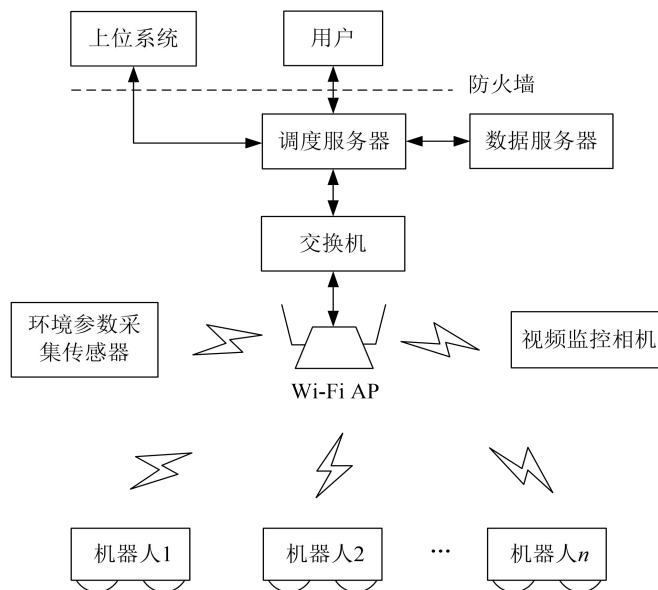 上位系统
用户
防火墙
调度服务器
数据服务器
交换机
环境参数采
集传感器
视频监控相机
Wi-Fi AP
机器人1
机器人2
···
机器人n